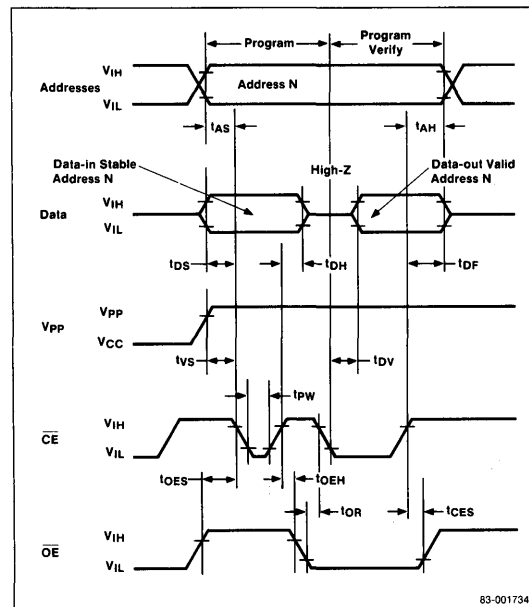 Program
Program
Verify
VIH
Addresses
Address N
VIL
tAS
tAH
Data-in Stable
Address N
High-Z
Data-out Valid
Address N
VIH
Data
VIL
tDS
tDH
tDF
VPP
VPP
VCC
tVS
tDV
tPW
VIH
CE
VIL
tOES
tOEH
tOR
tCES
VIH
OE
VIL
83-001734